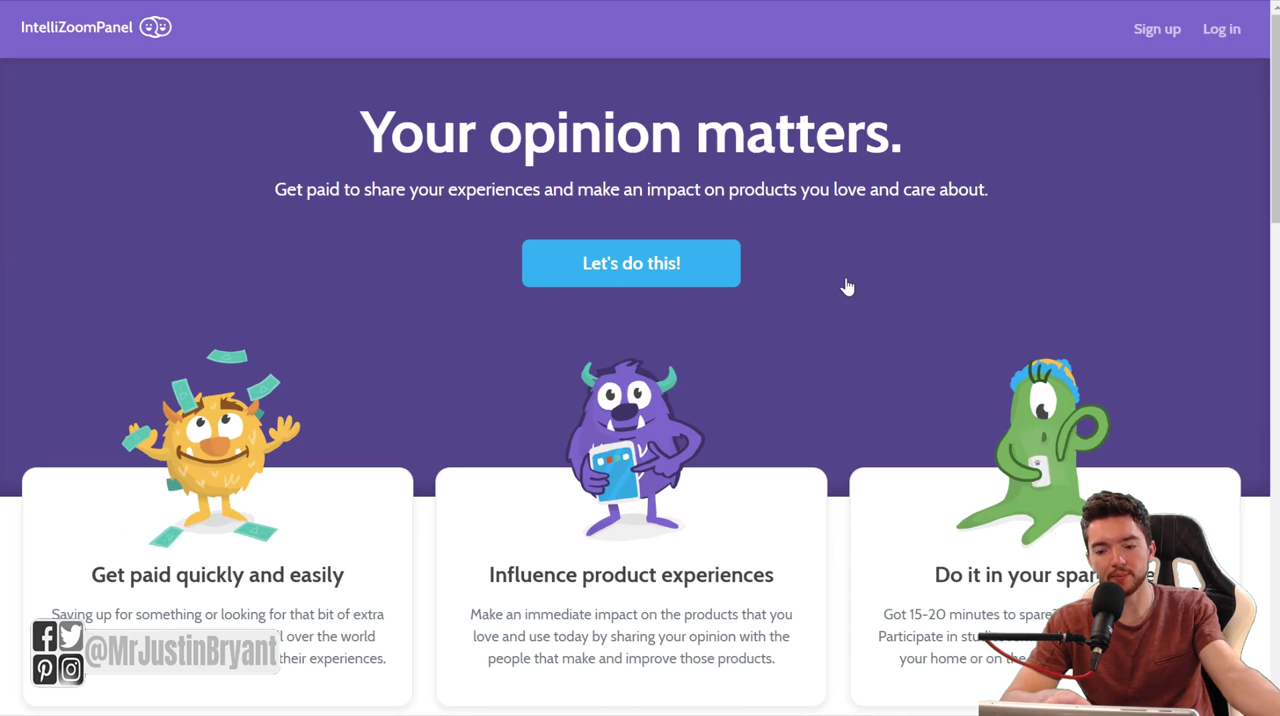 IntelliZoomPanel
Sign up Log in
Your opinion matters.
Get paid to share your experiences and make an impact on products you love and care about.
Let's do this!
Get paid quickly and easily
Saving up for something or looking for that bit of extra
all over the world
their experiences.
Influence product experiences
Make an immediate impact on the products that you
love and use today by sharing your opinion with the
people that make and improve those products.
Do it in your spare
Got 15-20 minutes to spare?
Participate in
your home or on the
@MrJustinBryant